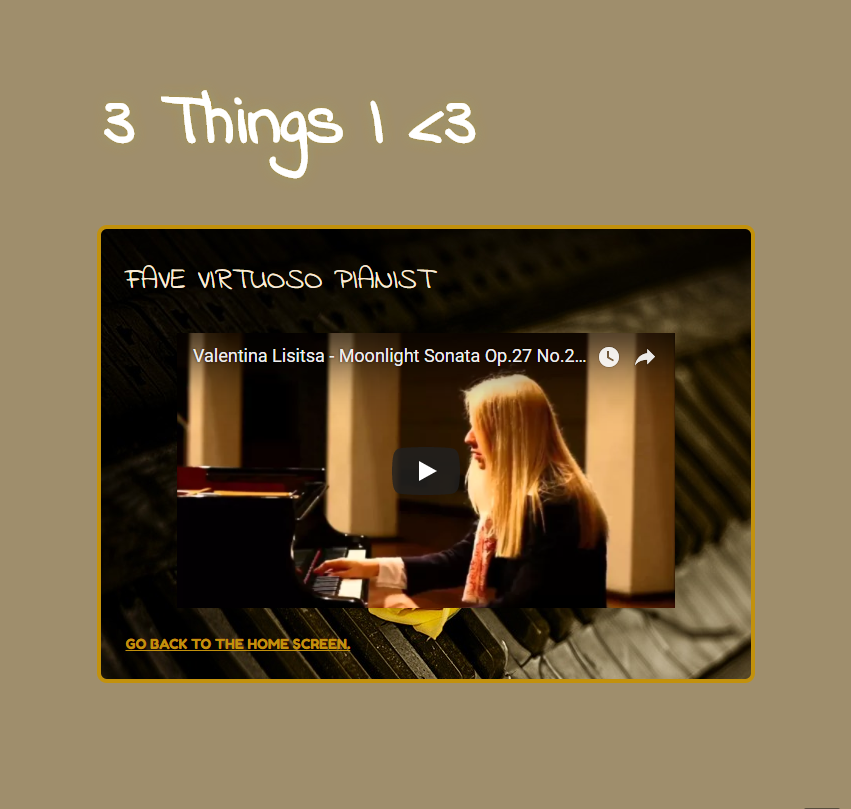 3 Things I <3
FAVE VIRTUOSO PIANIST
Valentina Lisitsa - Moonlight Sonata Op.27 No.2...
GO BACK TO THE HOME SCREEN.